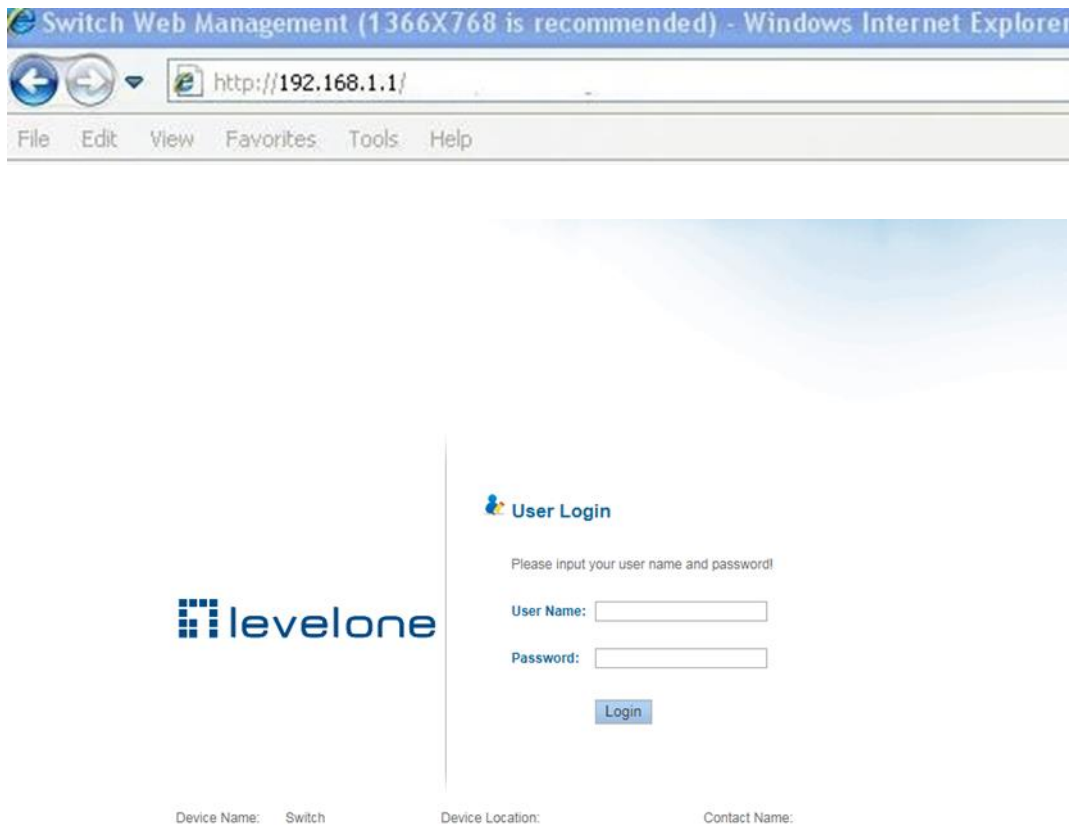 Switch Web Management (1366X768 is recommended) - Windows Internet Explorer
http://192.168.1.1/
File Edit View Favorites Tools Help
User Login
Please input your user name and password!
levelone
User Name:
Password:
Login
Device Name: Switch Device Location: Contact Name: